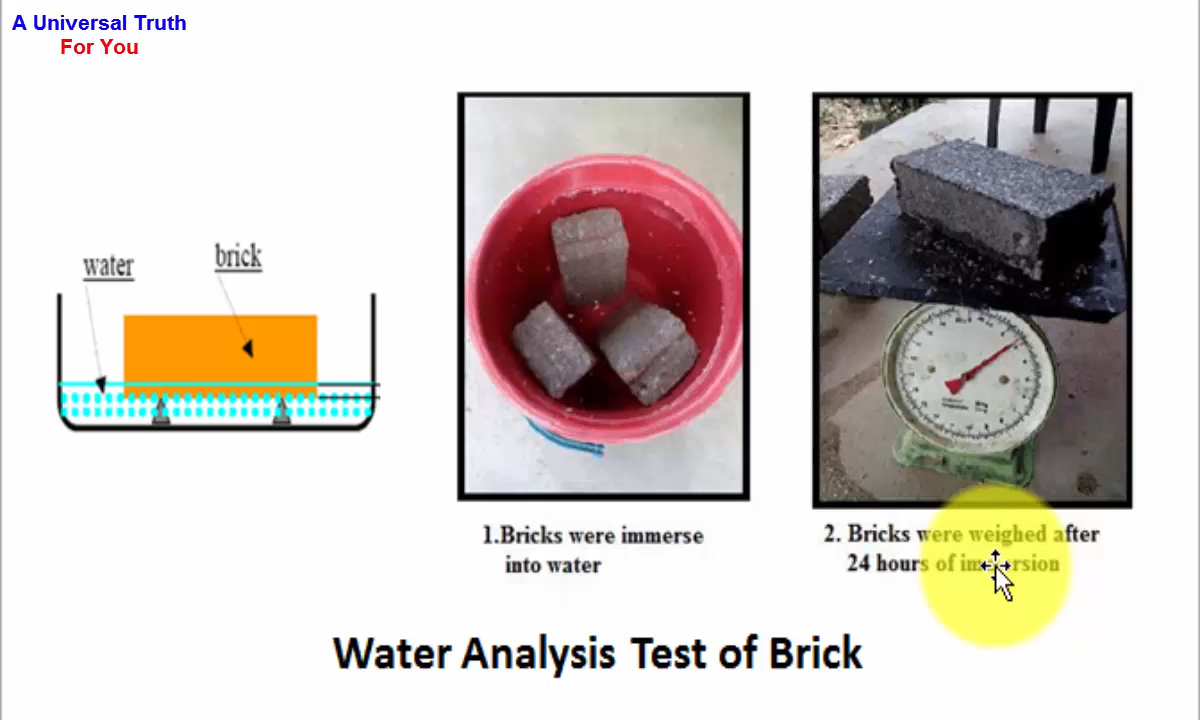 A Universal Truth
For You
water
brick
1.Bricks were immerse
into water
2. Bricks were weighed after
24 hours of immersion
Water Analysis Test of Brick